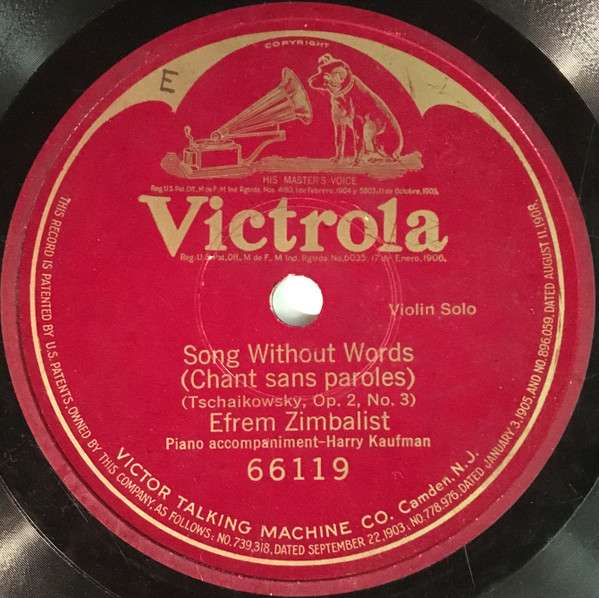 COPYRIGHT
E
HIS MASTER'S VOICE
Victrola
Violin Solo
Song Without Words
(Chant sans paroles)
(Tschaikowsky, Op. 2, No. 3)
Efrem Zimbalist
Piano accompaniment-Harry Kaufman
66119
VICTOR TALKING MACHINE CO. Camden, N.J.
THIS RECORD IS PATENTED BY U.S. PATENTS, OWNED BY THIS COMPANY, AS FOLLOWS: NO. 739,318, DATED SEPTEMBER 22, 1903, NO. 778,976, DATED JANUARY 3, 1905, AND NO. 896,059, DATED AUGUST 11, 1908.